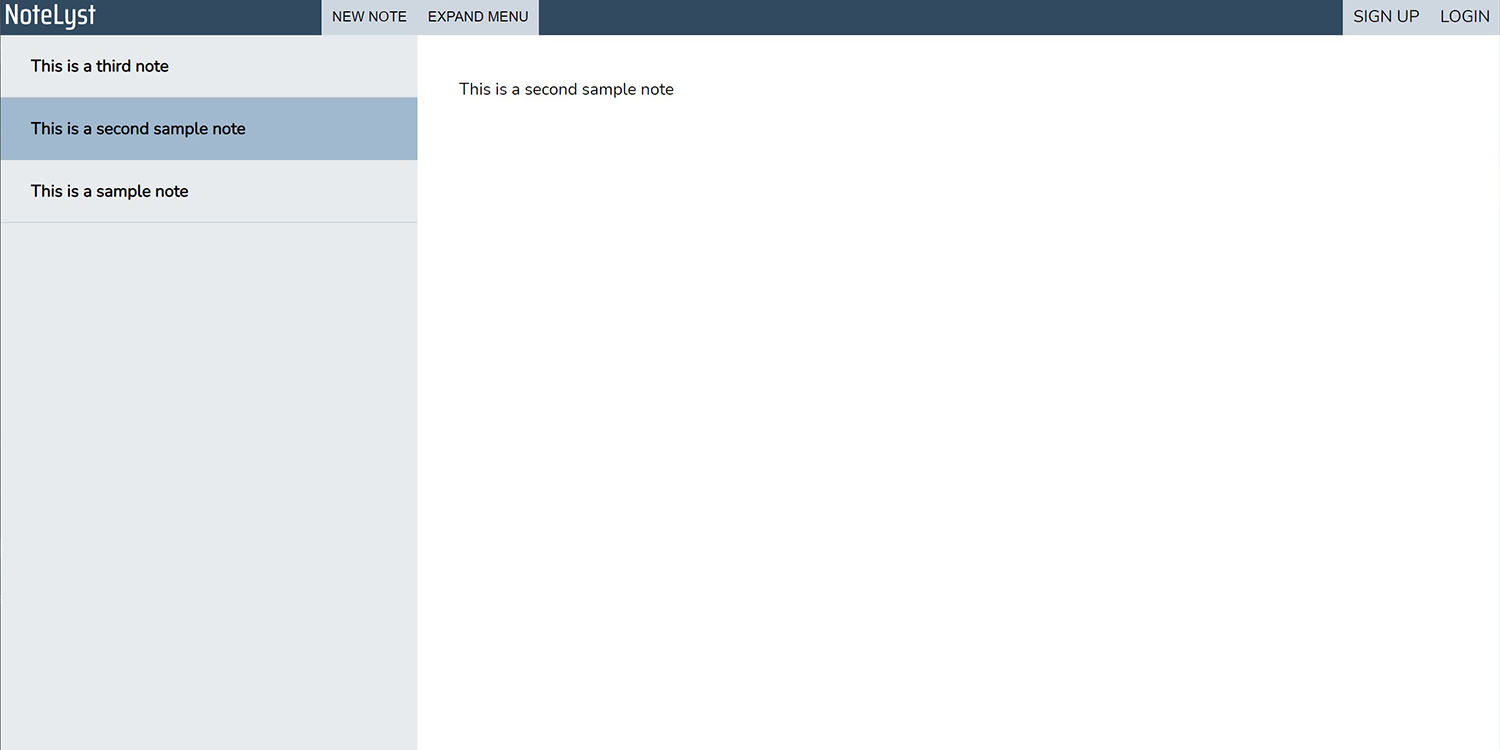 NoteLyst NEW NOTE EXPAND MENU SIGN UP LOGIN
This is a third note
This is a second sample note
This is a sample note
This is a second sample note